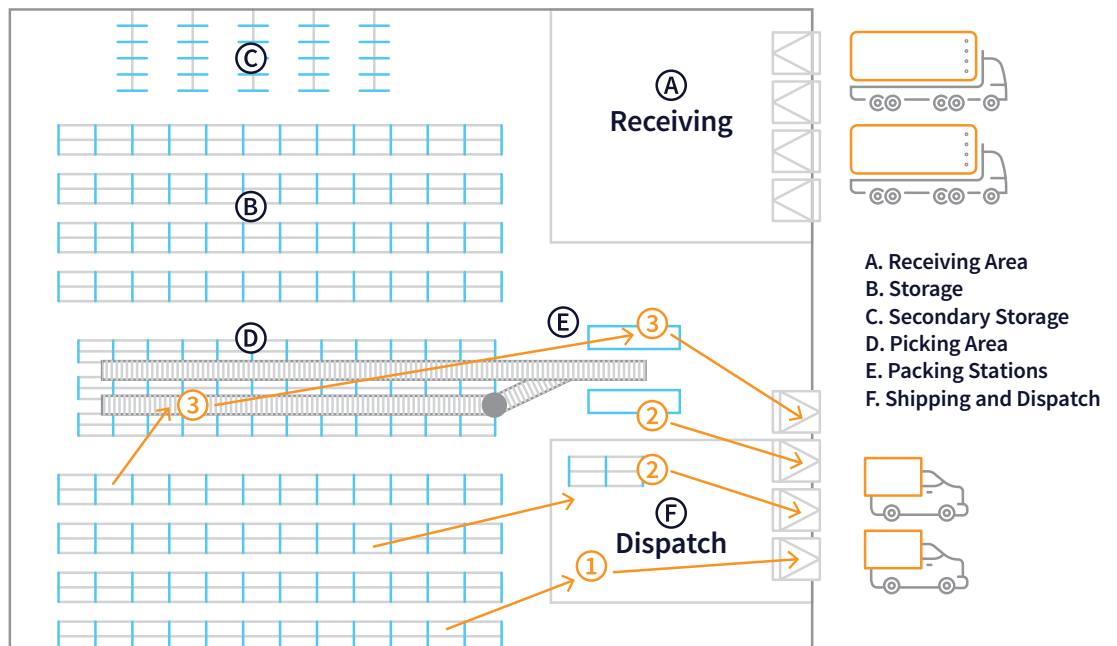 C
A
Receiving
B
A. Receiving Area
B. Storage
C. Secondary Storage
D. Picking Area
E. Packing Stations
F. Shipping and Dispatch
D
E
3
3
2
2
F
Dispatch
1